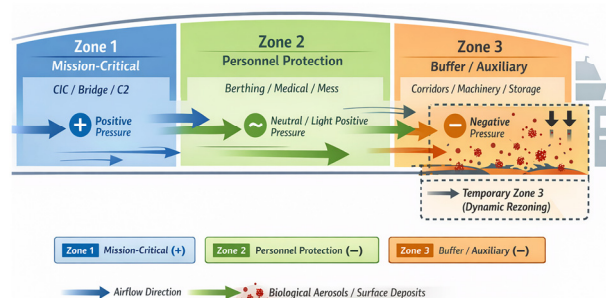 Zone 1
Mission-Critical
CIC / Bridge / C2
+ Positive
Pressure
Zone 2
Personnel Protection
Berthing / Medical / Mess
~ Neutral / Light Positive
Pressure
Zone 3
Buffer / Auxiliary
Corridors / Machinery / Storage
− Negative
Pressure
Temporary Zone 3
(Dynamic Rezoning)
Zone 1 Mission-Critical (+)
Zone 2 Personnel Protection (−)
Zone 3 Buffer / Auxiliary (−)
Airflow Direction
Biological Aerosols / Surface Deposits